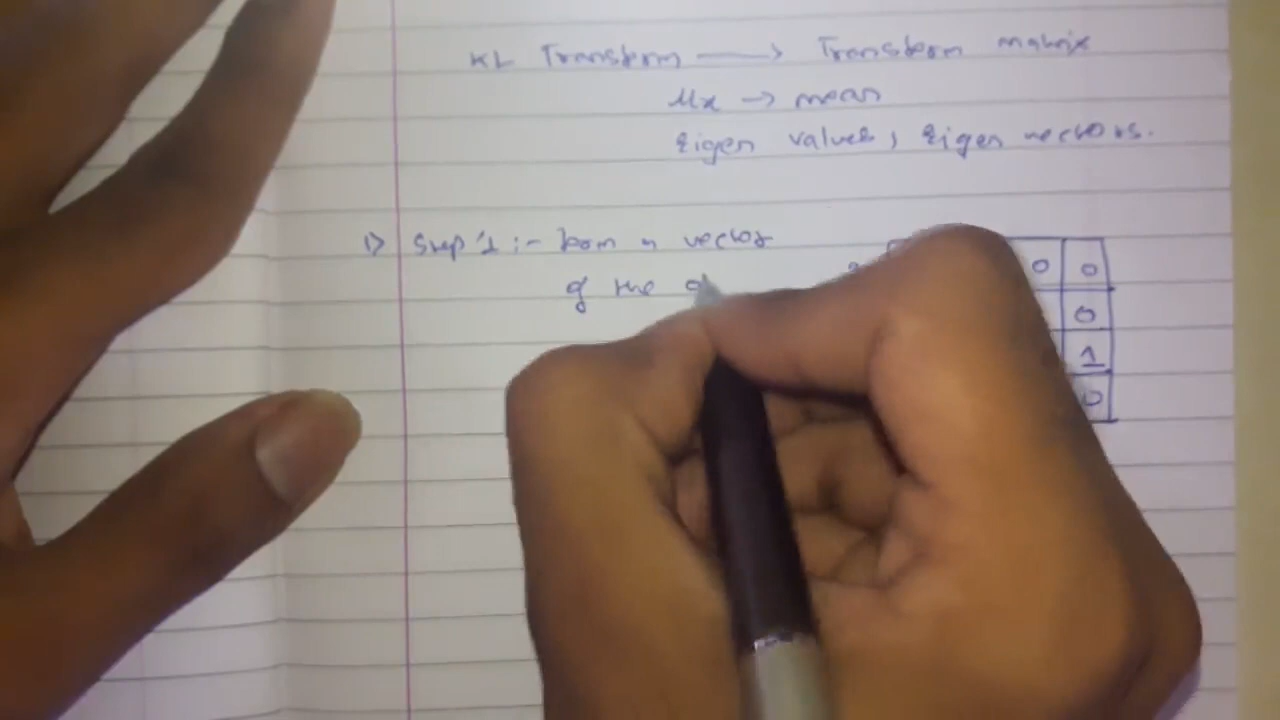 KL Transform → Transform matrix
μx → mean
Eigen values, Eigen vectors.
1) Step 1 :- Form a vector
of the
0 0
0
1
0